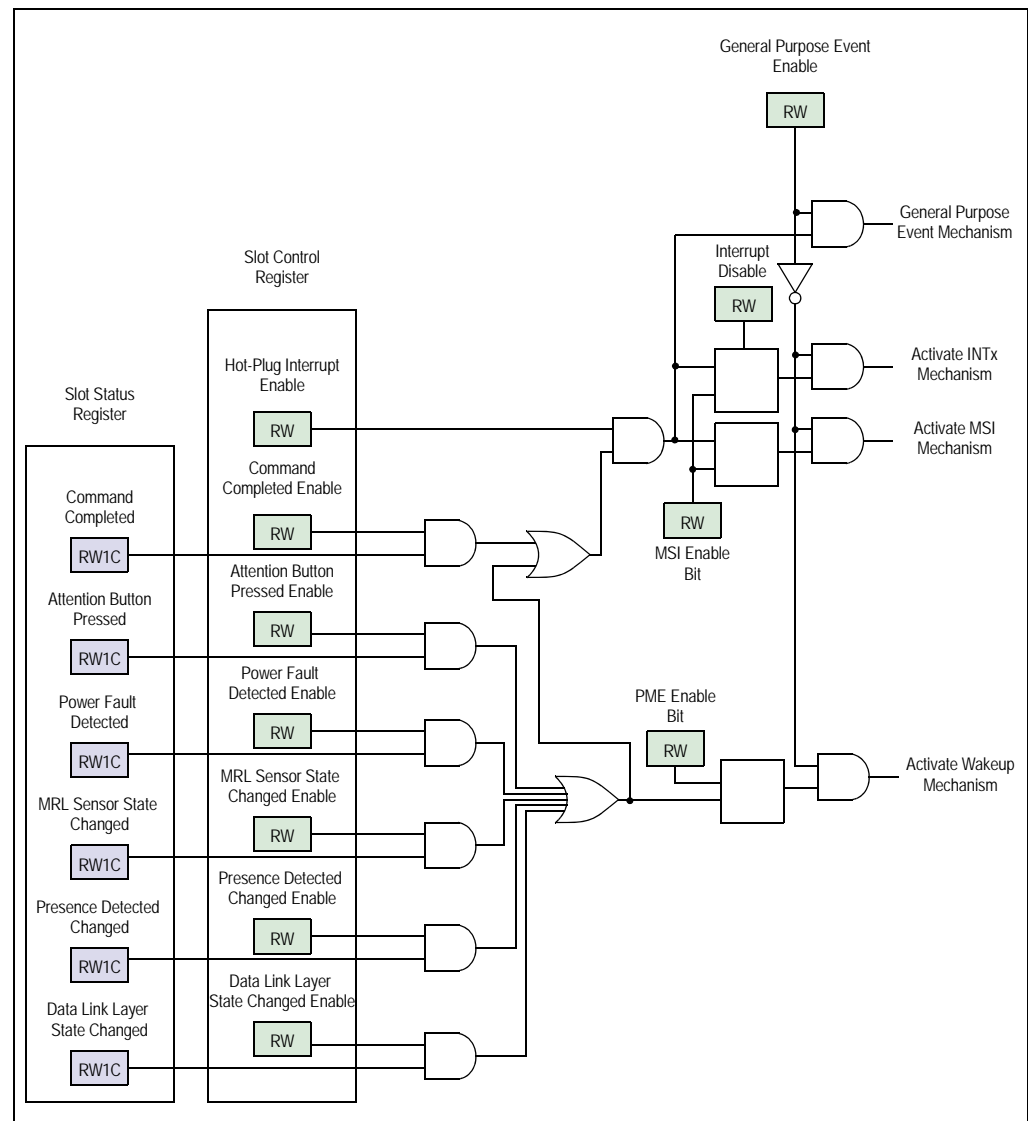 General Purpose Event
Enable
RW
General Purpose
Event Mechanism
Slot Control
Register
Interrupt
Disable
RW
Hot-Plug Interrupt
Enable
RW
Activate INTx
Mechanism
Slot Status
Register
Activate MSI
Mechanism
Command
Completed Enable
RW
Command
Completed
RW1C
RW
MSI Enable
Bit
Attention Button
Pressed Enable
RW
Attention Button
Pressed
RW1C
Power Fault
Detected Enable
RW
Power Fault
Detected
RW1C
PME Enable
Bit
RW
Activate Wakeup
Mechanism
MRL Sensor State
Changed Enable
RW
MRL Sensor State
Changed
RW1C
Presence Detected
Changed Enable
RW
Presence Detected
Changed
RW1C
Data Link Layer
State Changed Enable
RW
Data Link Layer
State Changed
RW1C